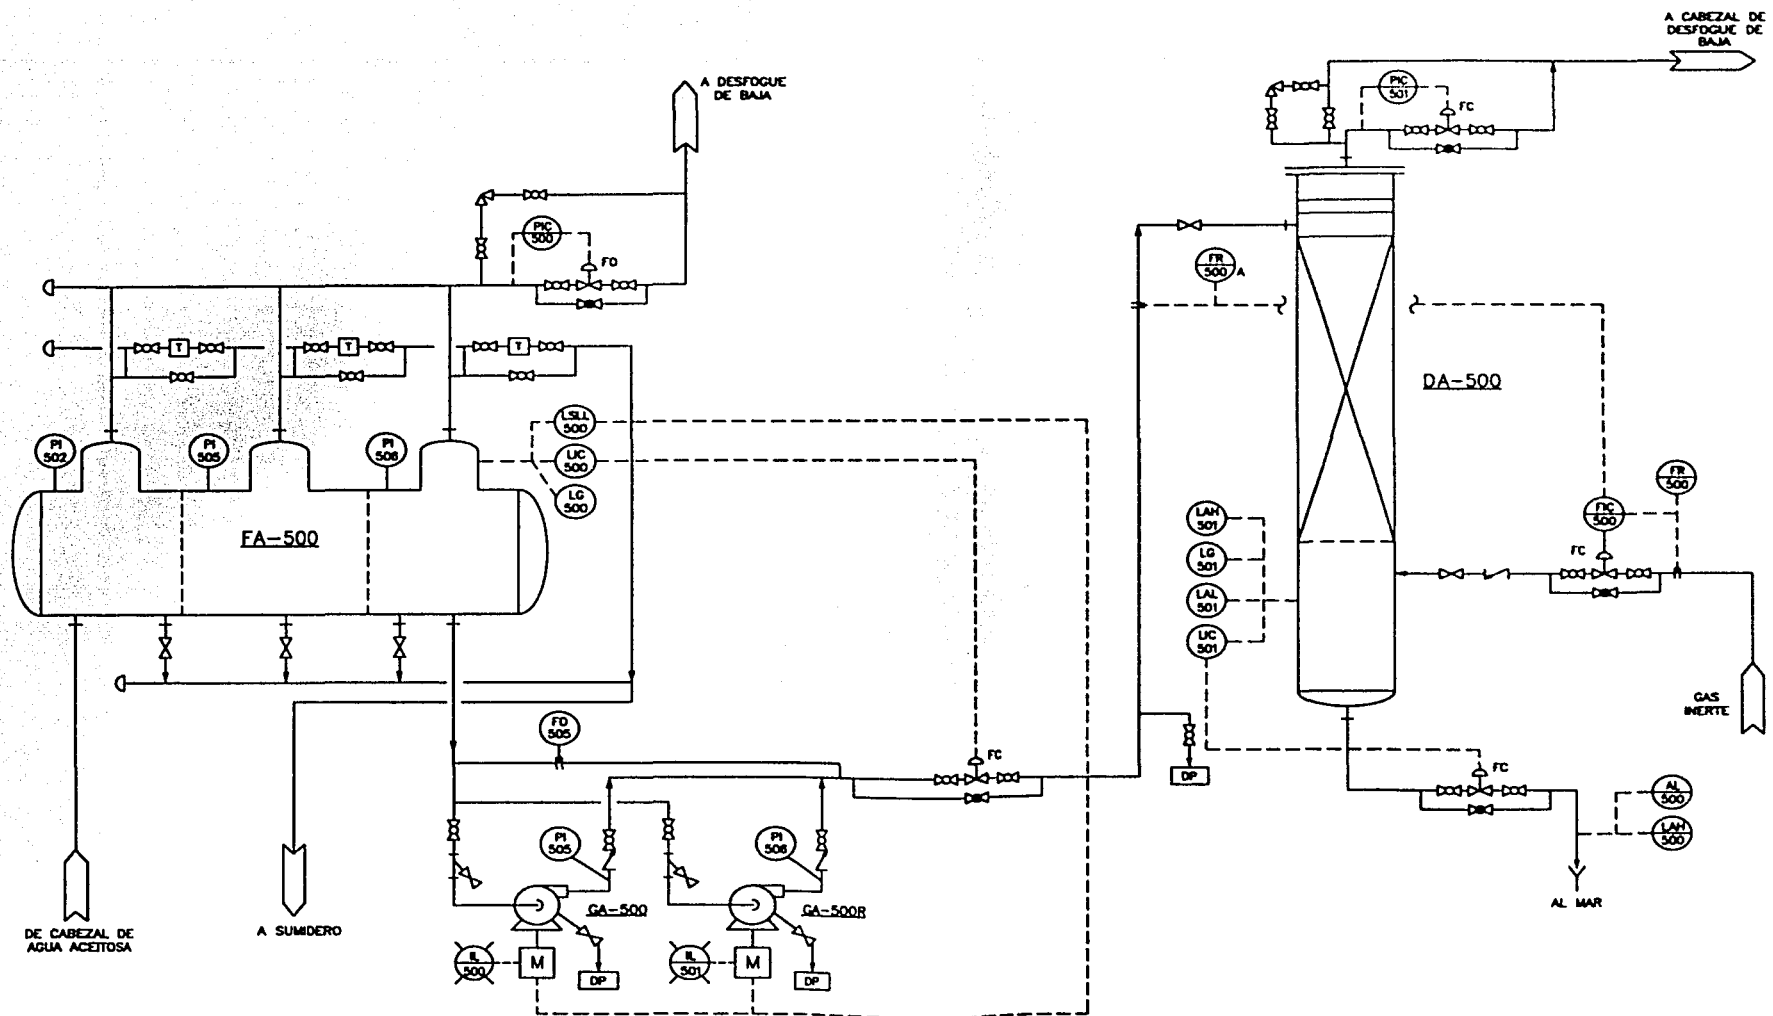 A CABEZAL DE
DESFOGUE DE
BAJA
A DESFOGUE
DE BAJA
PIC
501
FC
PIC
500
FO
FR
500
A
T
T
T
DA-500
LSLL
500
PI
502
PI
505
PI
506
LIC
500
LG
500
FR
500
FIC
500
FC
LAH
501
LG
501
LAL
501
LIC
501
FA-500
GAS
INERTE
FO
505
FC
DP
FC
AL
500
LAH
500
PI
505
PI
506
AL MAR
GA-500
GA-500R
DE CABEZAL DE
AGUA ACEITOSA
A SUMIDERO
IL
500
M
DP
IL
501
M
DP